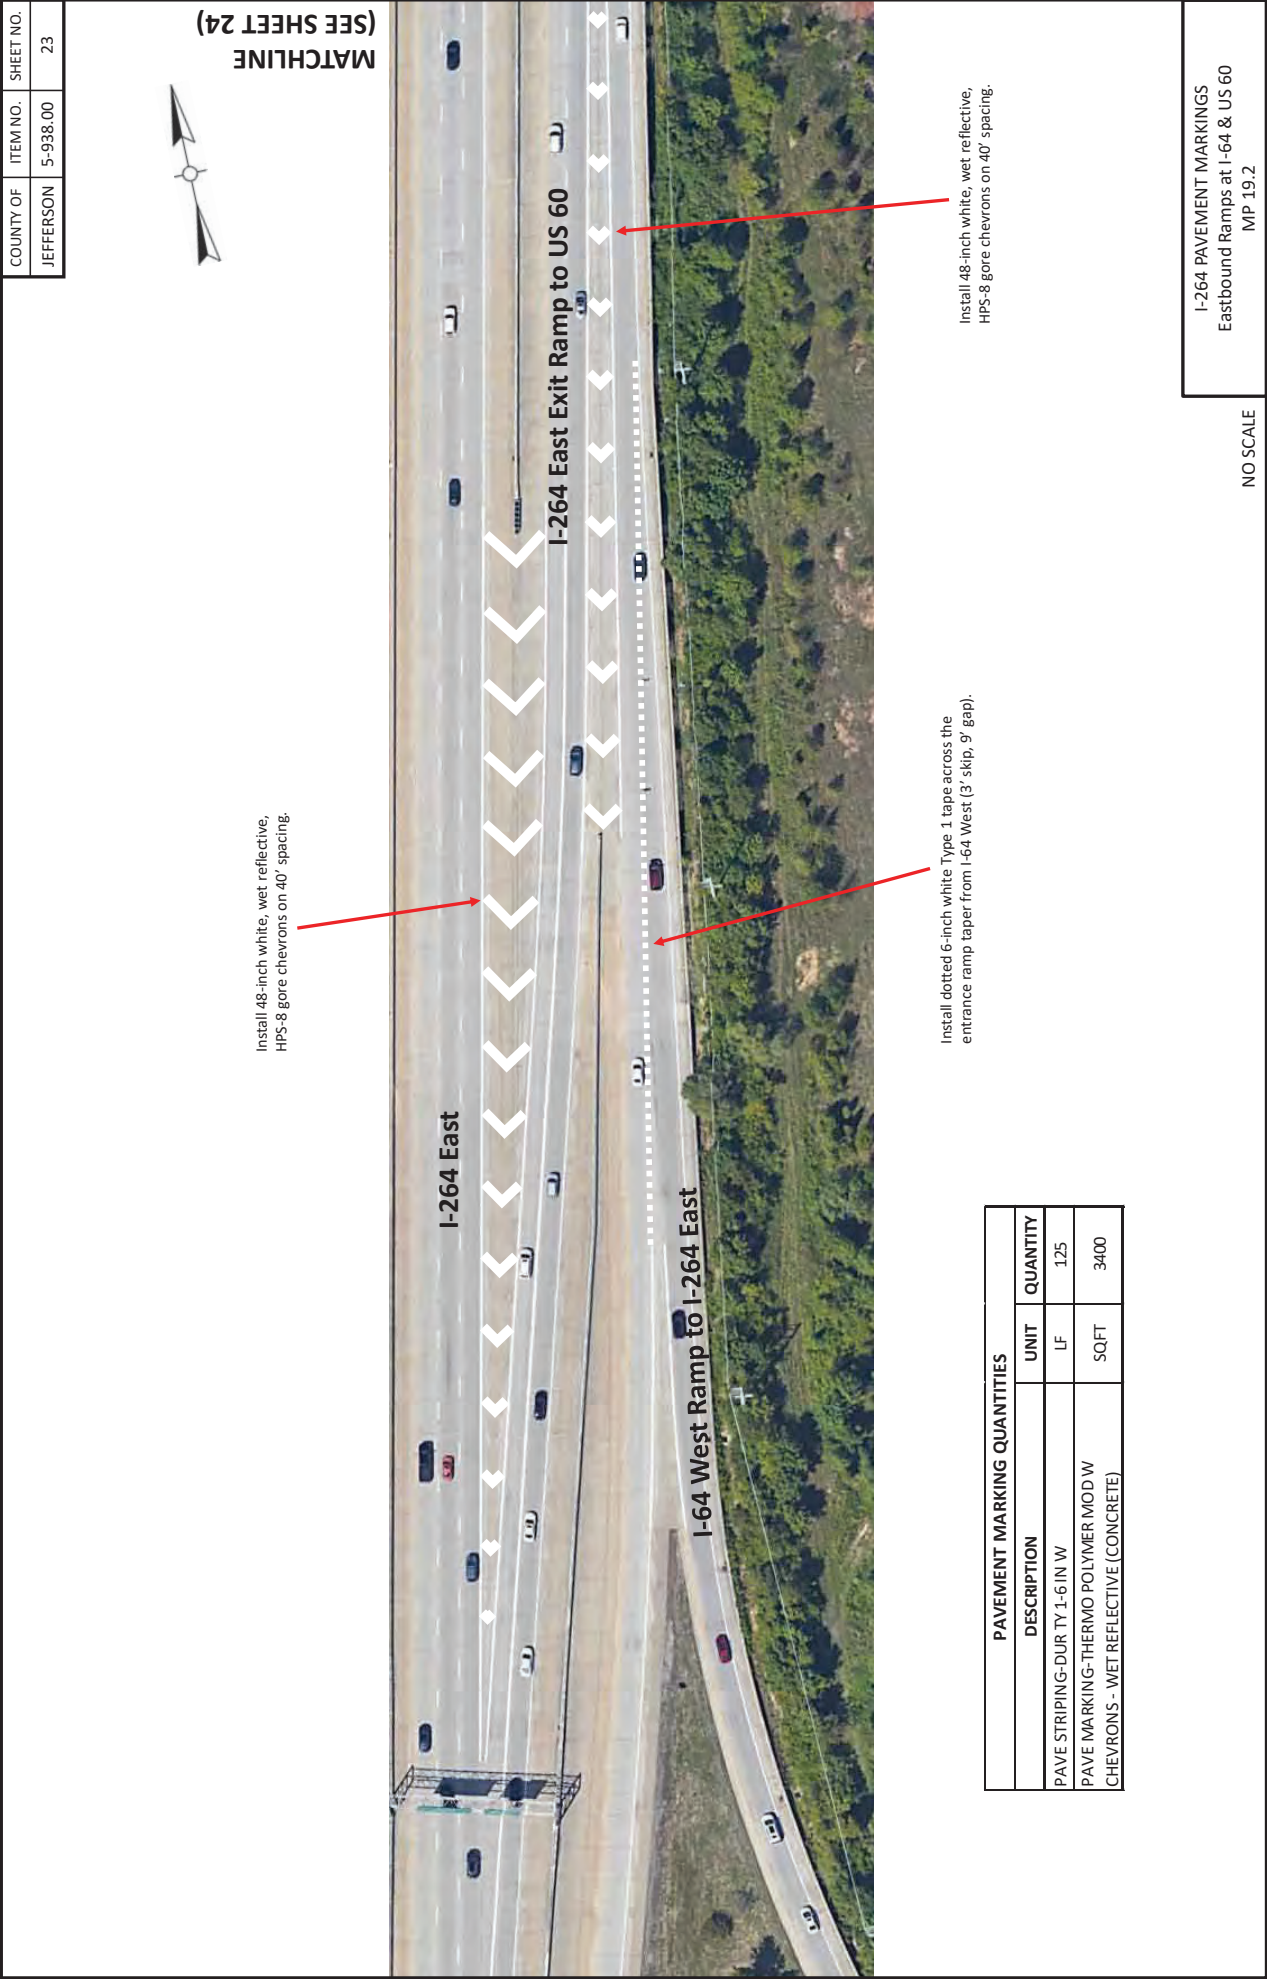 COUNTY OF ITEM NO. SHEET NO.
JEFFERSON 5-938.00 23
MATCHLINE
(SEE SHEET 24)
Install 48-inch white, wet reflective,
HPS-8 gore chevrons on 40' spacing.
I-264 East
I-264 East Exit Ramp to US 60
I-64 West Ramp to I-264 East
Install dotted 6-inch white Type 1 tape across the
entrance ramp taper from I-64 West (3' skip, 9' gap).
Install 48-inch white, wet reflective,
HPS-8 gore chevrons on 40' spacing.
PAVEMENT MARKING QUANTITIES
DESCRIPTION UNIT QUANTITY
PAVE STRIPING-DUR TY 1-6 IN W LF 125
PAVE MARKING-THERMO POLYMER MOD W
CHEVRONS - WET REFLECTIVE (CONCRETE) SQFT 3400
NO SCALE
I-264 PAVEMENT MARKINGS
Eastbound Ramps at I-64 & US 60
MP 19.2